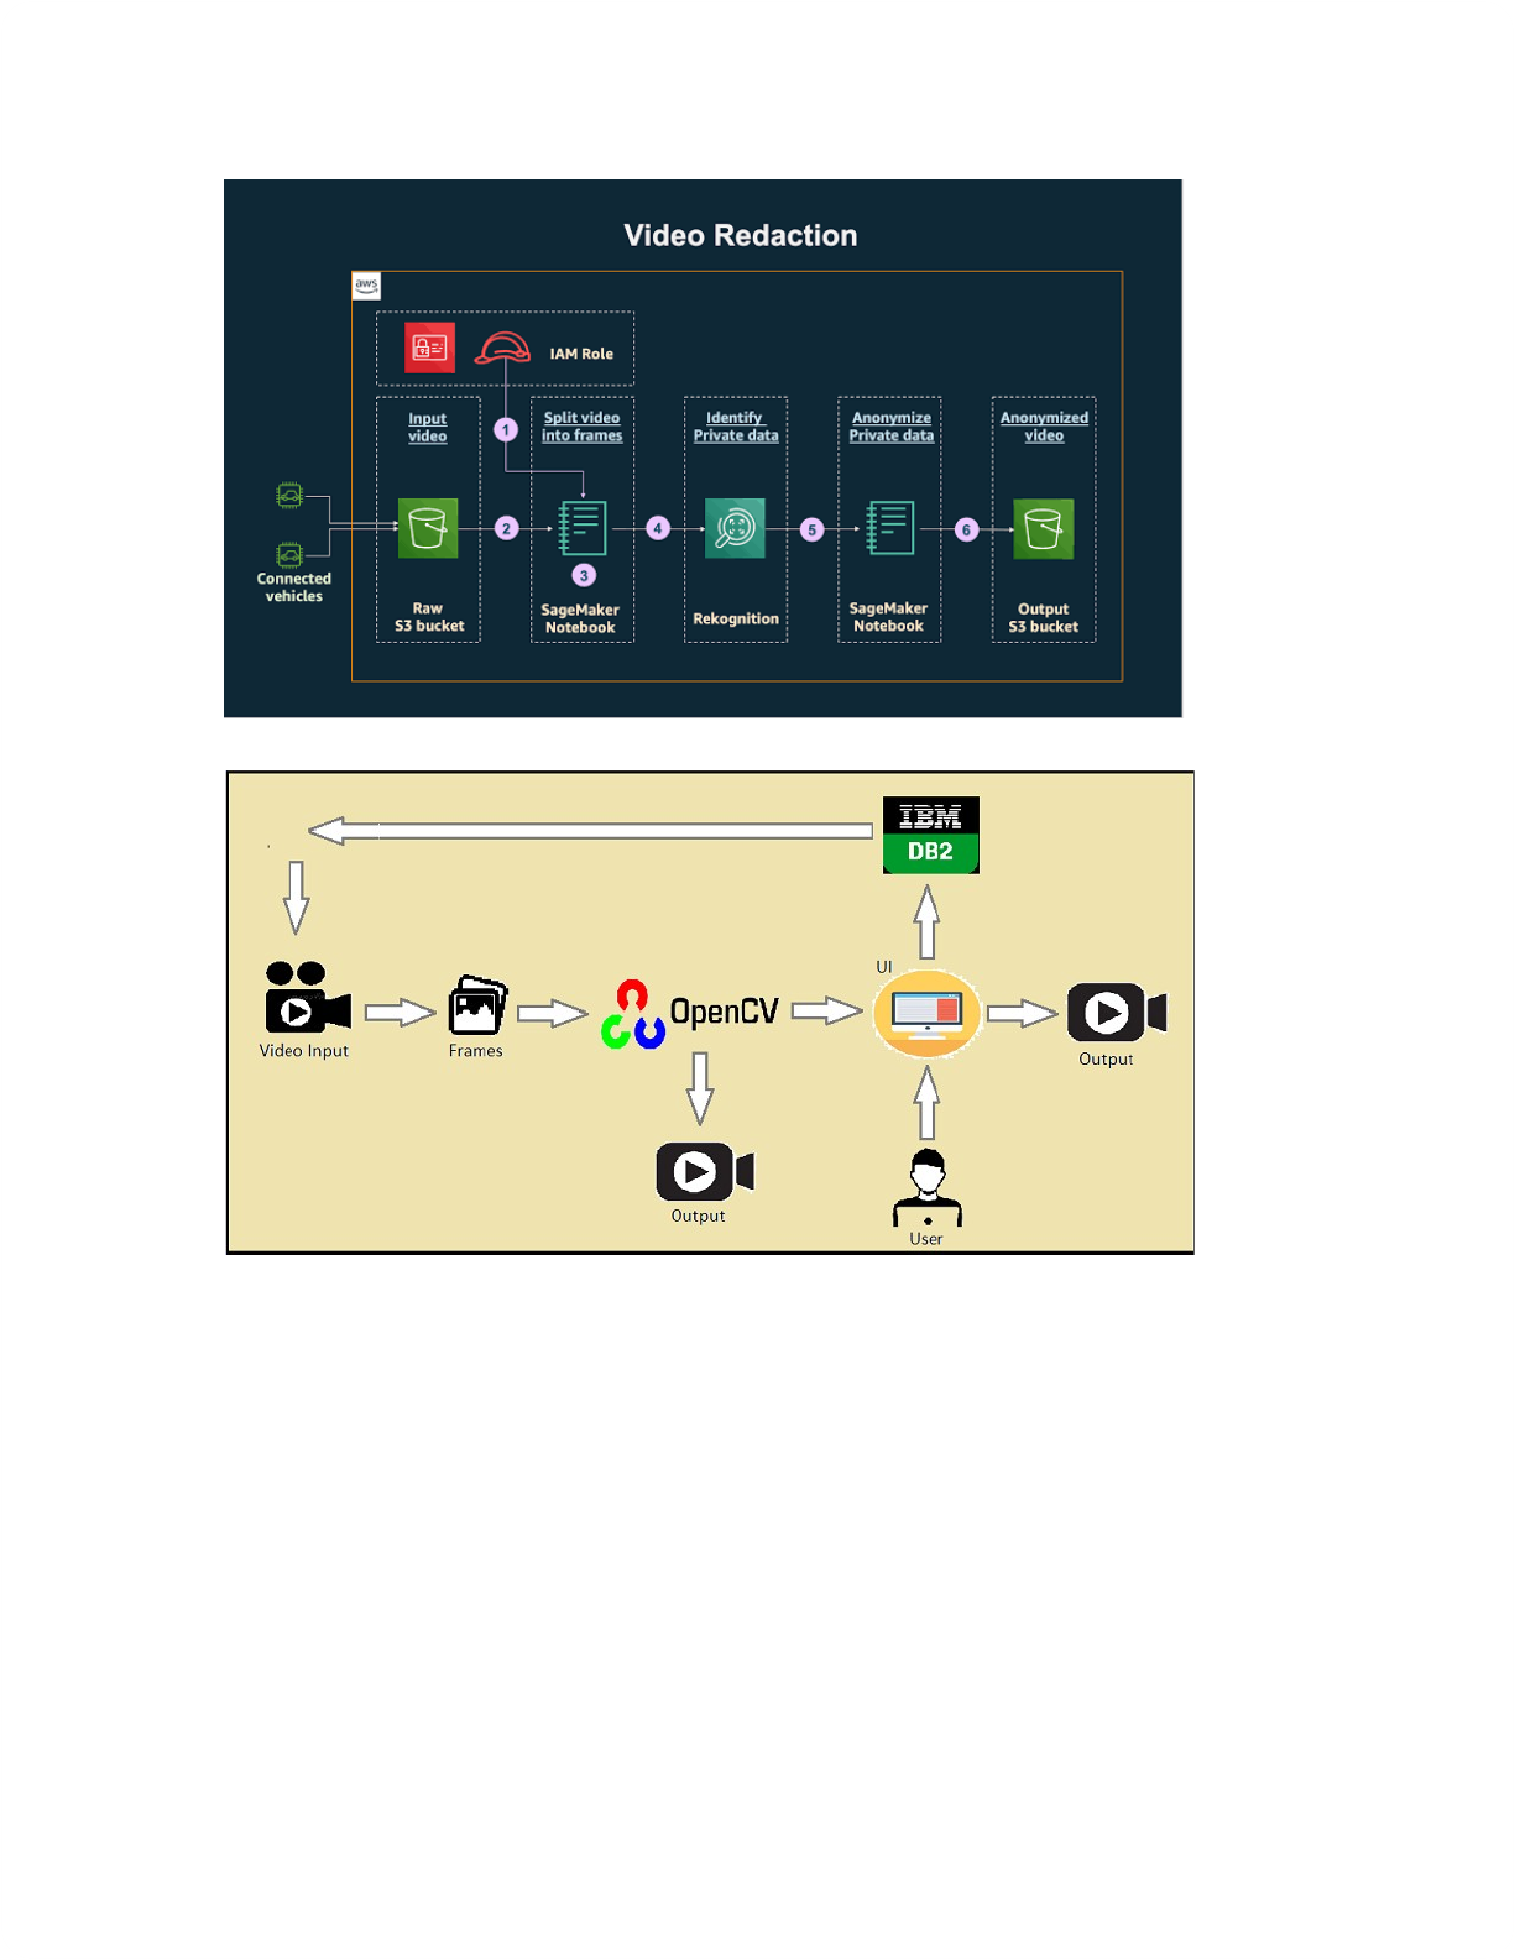 Video Redaction
aws
IAM Role
Input
video
1
Split video
into frames
Identify
Private data
Anonymize
Private data
Anonymized
video
2
3
4
5
6
Connected
vehicles
Raw
S3 bucket
SageMaker
Notebook
Rekognition
SageMaker
Notebook
Output
S3 bucket
IBM
DB2
UI
OpenCV
Video Input
Frames
Output
Output
User